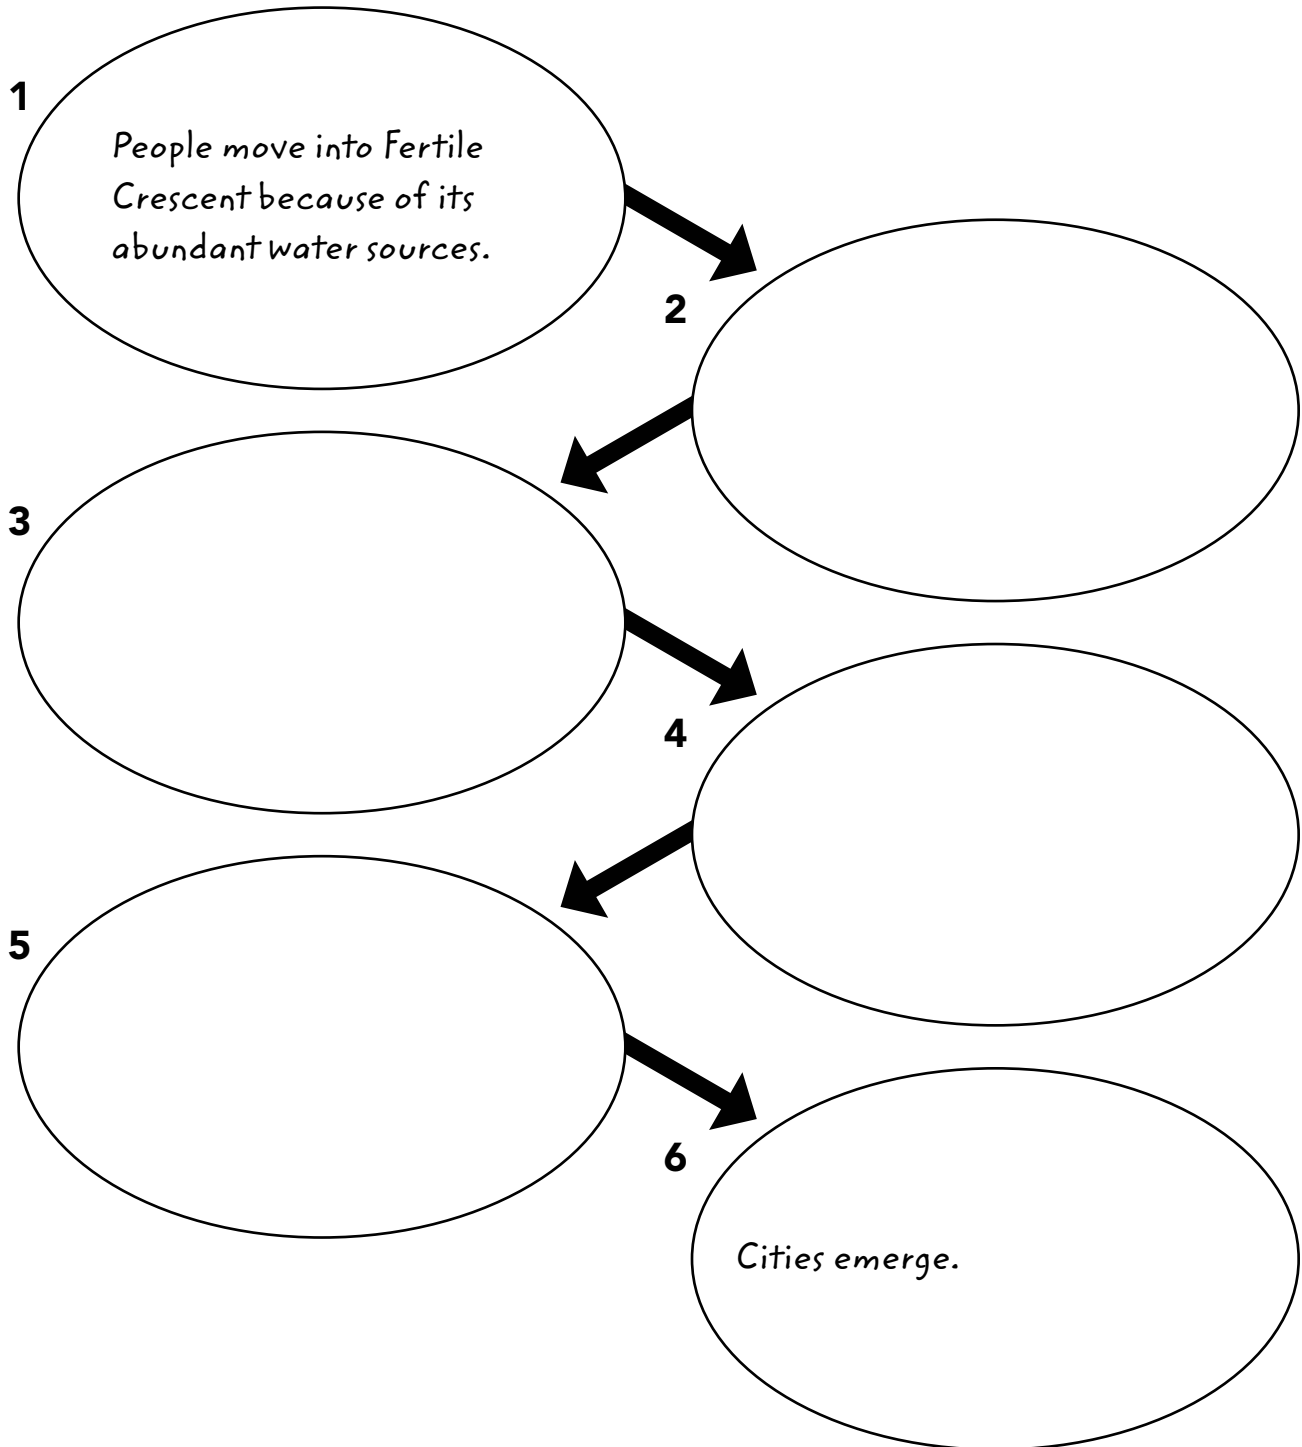 1
People move into Fertile
Crescent because of its
abundant water sources.
2
3
4
5
6
Cities emerge.